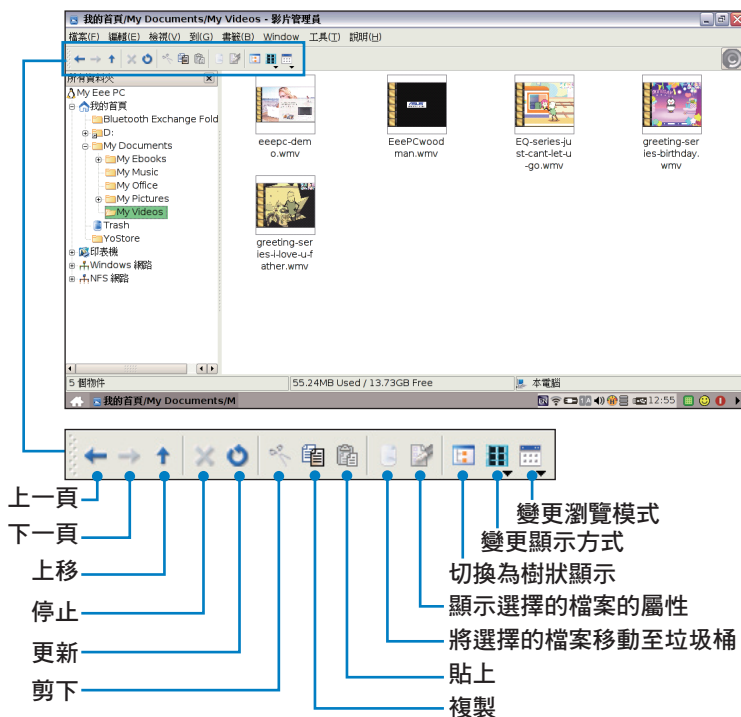 我的首頁/My Documents/My Videos - 影片管理員
檔案(F) 編輯(E) 檢視(V) 到(G) 書籤(B) Window 工具(T) 說明(H)
所有資料夾
My Eee PC
我的首頁
Bluetooth Exchange Fold
D:
My Documents
My Ebooks
My Music
My Office
My Pictures
My Videos
Trash
YoStore
印表機
Windows 網路
NFS 網路
eeepc-dem
o.wmv
EeePCwood
man.wmv
EQ-series-ju
st-cant-let-u
-go.wmv
greeting-ser
ies-birthday.
wmv
greeting-ser
ies-i-love-u-f
ather.wmv
5 個物件
55.24MB Used / 13.73GB Free
本電腦
我的首頁/My Documents/M
12:55
上一頁
下一頁
上移
停止
更新
剪下
變更瀏覽模式
變更顯示方式
切換為樹狀顯示
顯示選擇的檔案的屬性
將選擇的檔案移動至垃圾桶
貼上
複製